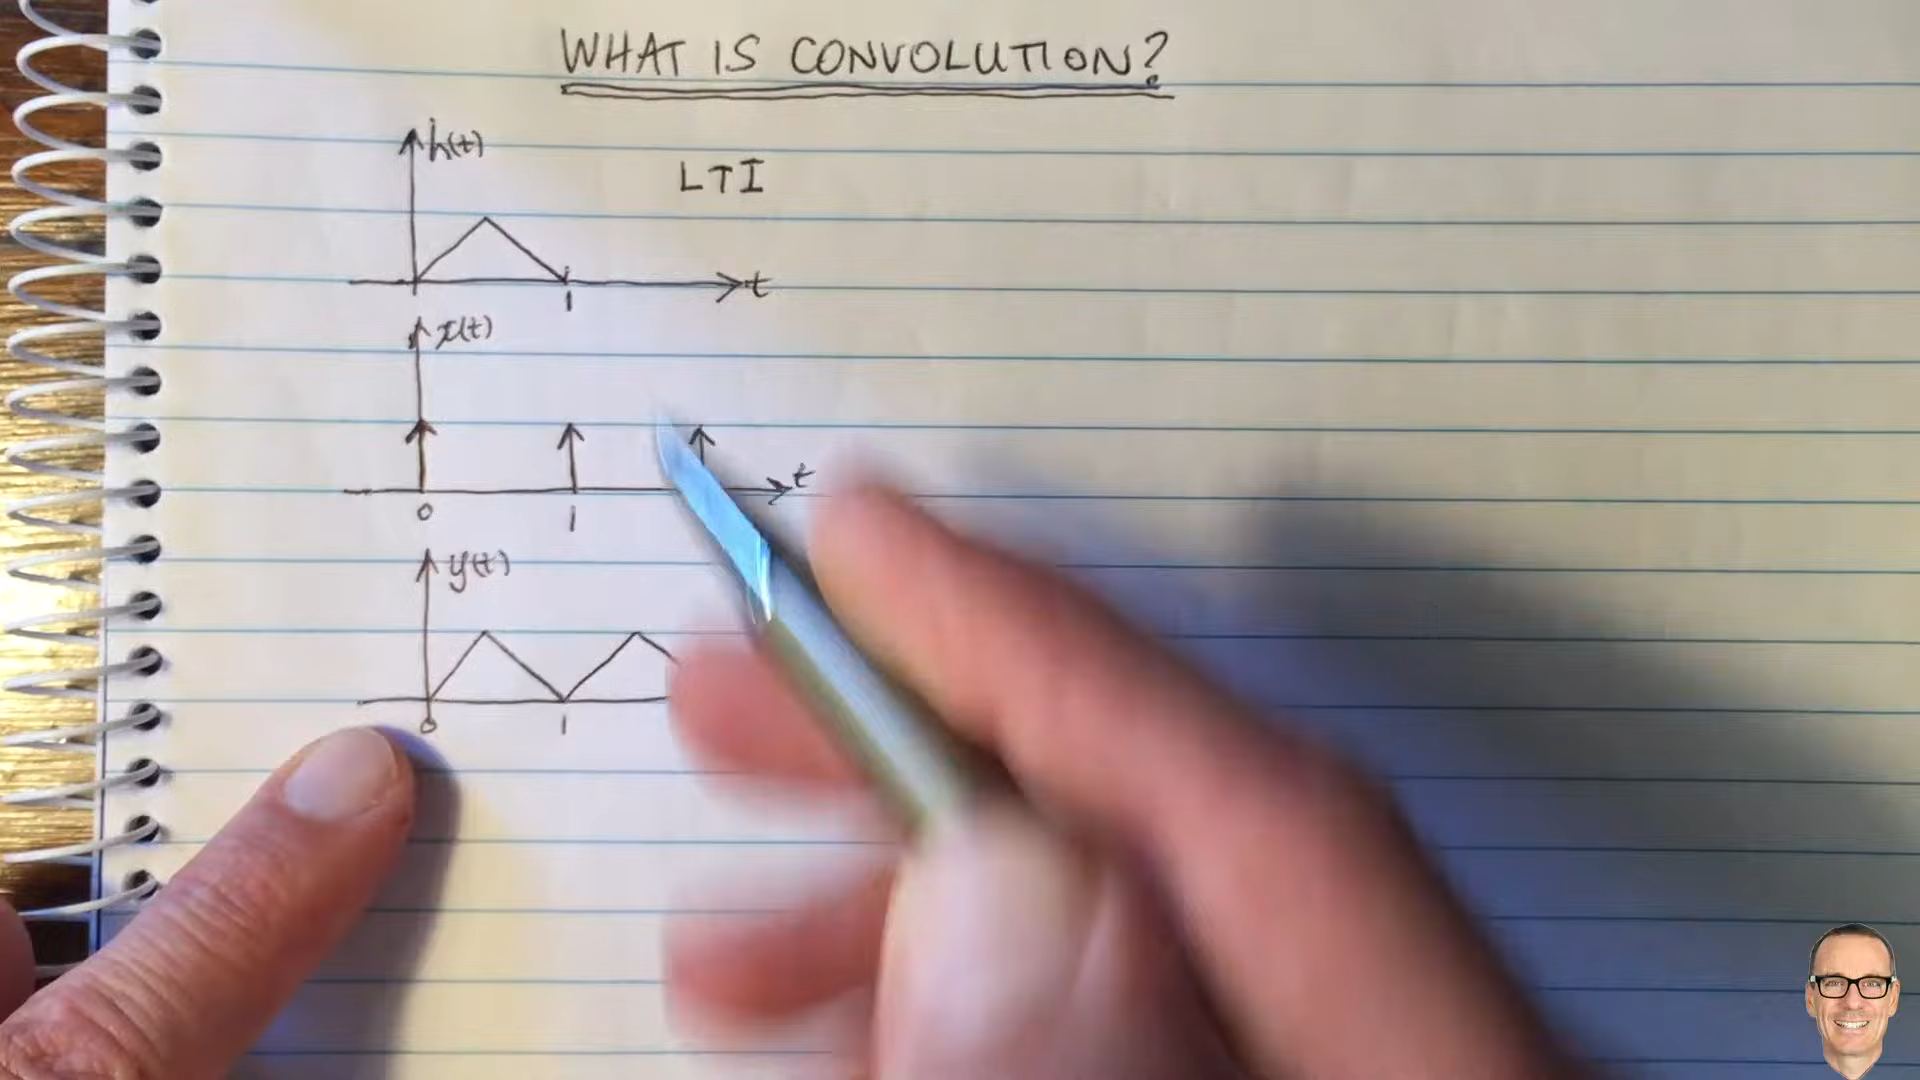 WHAT IS CONVOLUTION?
h(t)
LTI
t
1
x(t)
t
0 1
y(t)
0 1